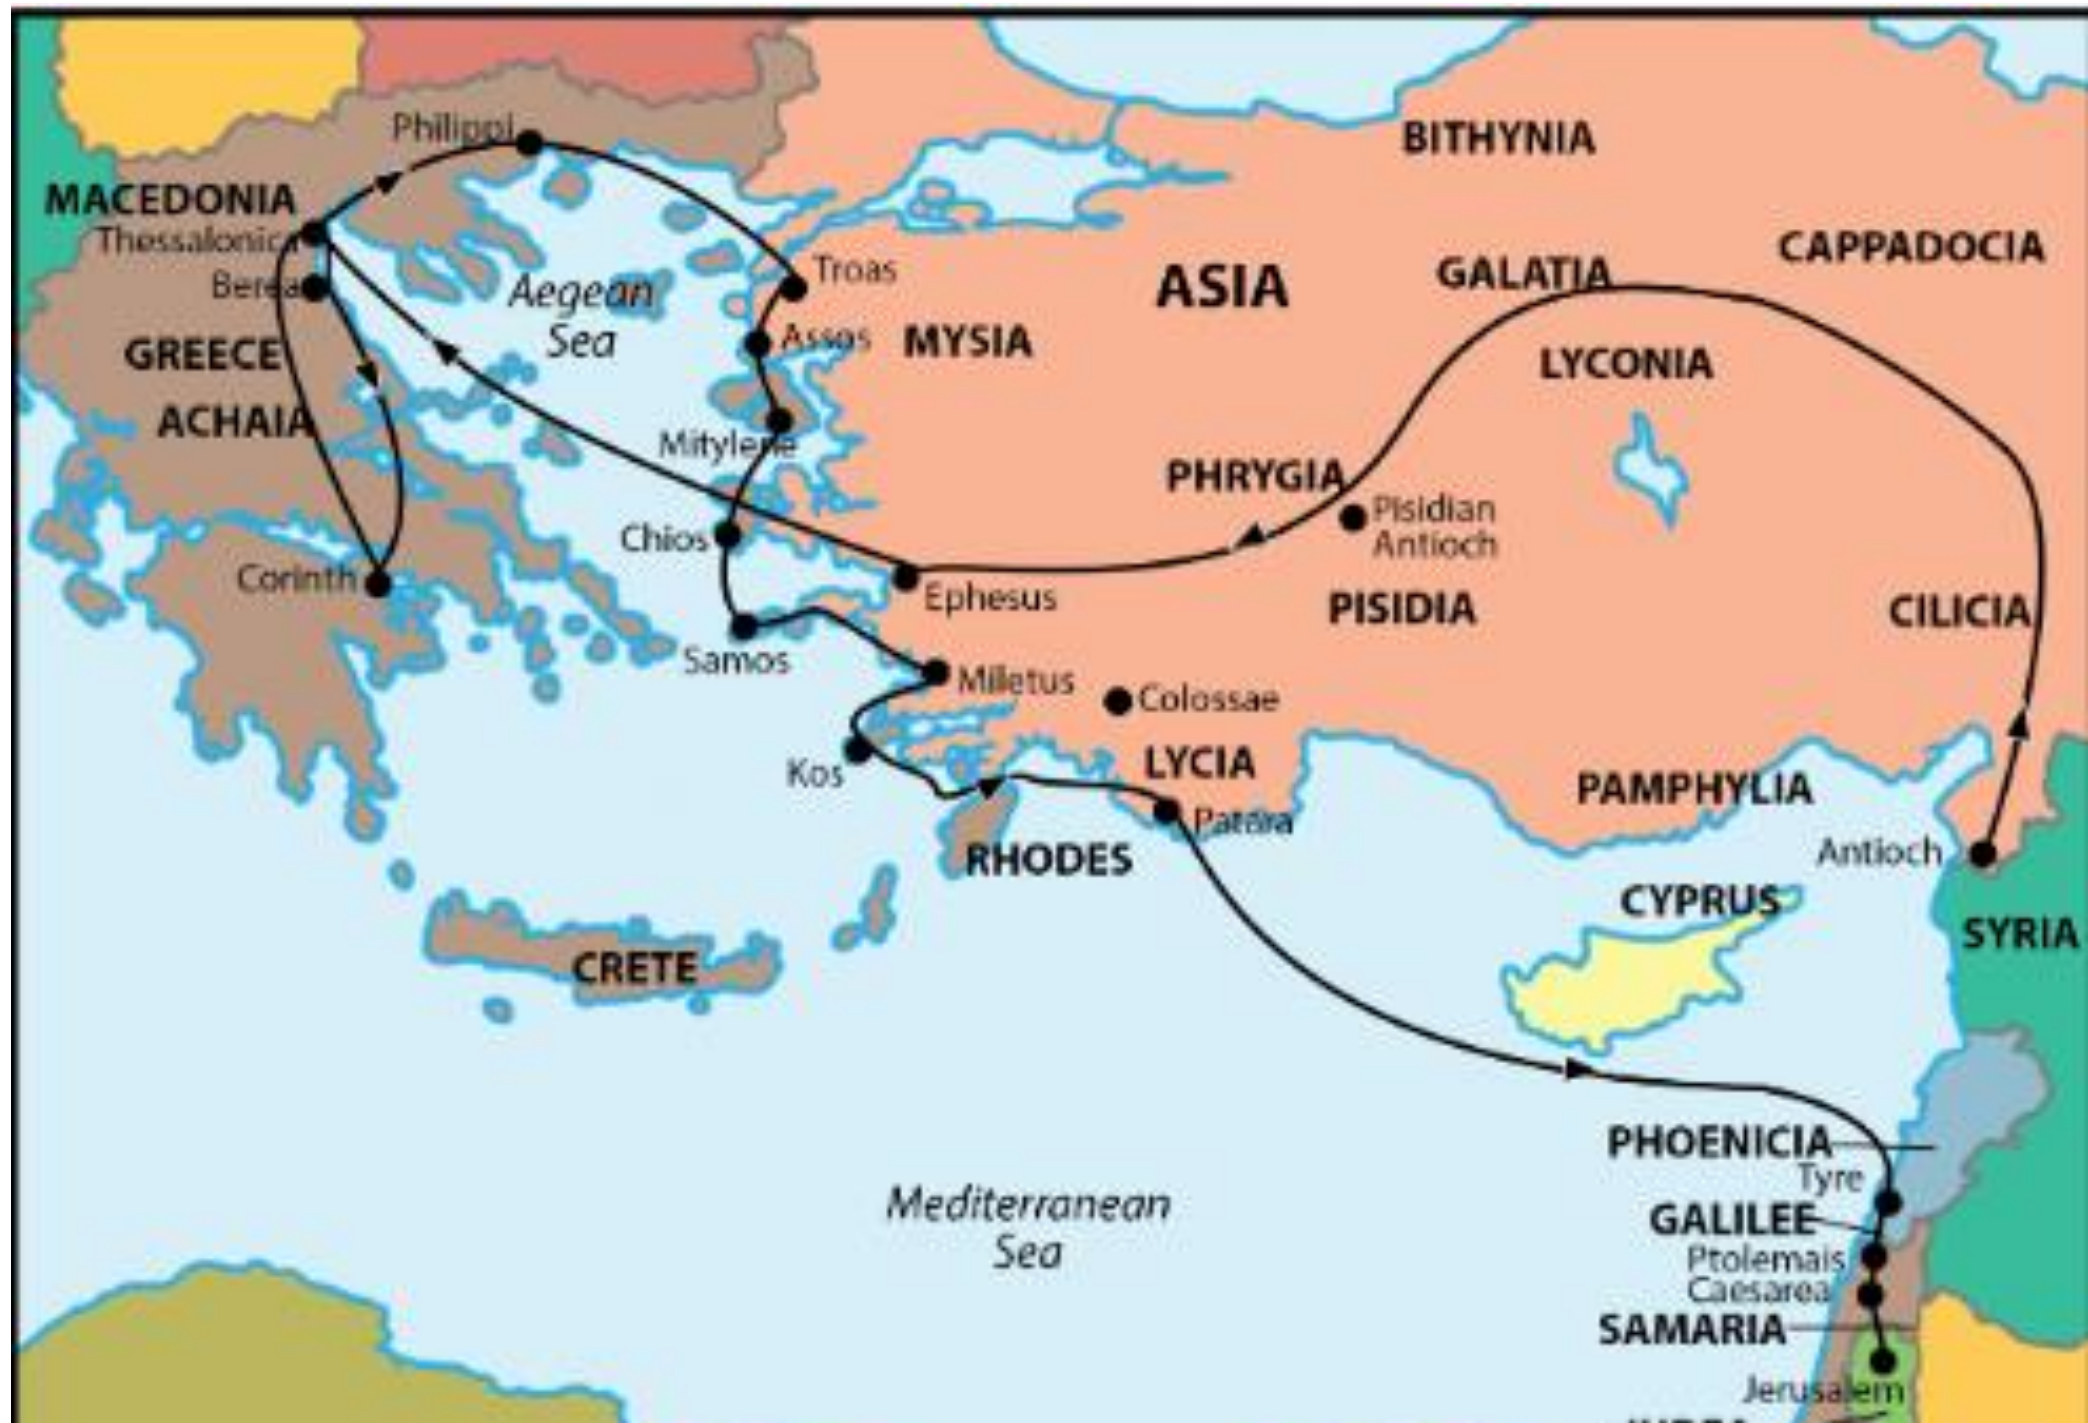 Philippi
BITHYNIA
MACEDONIA
Thessalonica
Berea
CAPPADOCIA
GALATIA
ASIA
Troas
Aegean
Sea
Assos
MYSIA
GREECE
LYCONIA
ACHAIA
Mitylene
PHRYGIA
Pisidian
Antioch
Chios
Corinth
Ephesus
PISIDIA
CILICIA
Samos
Milletus
Colossae
Kos
LYCIA
PAMPHYLIA
Patara
RHODES
Antioch
CYPRUS
SYRIA
CRETE
PHOENICIA
Tyre
Mediterranean
Sea
GALILEE
Ptolemais
Caesarea
SAMARIA
Jerusalem